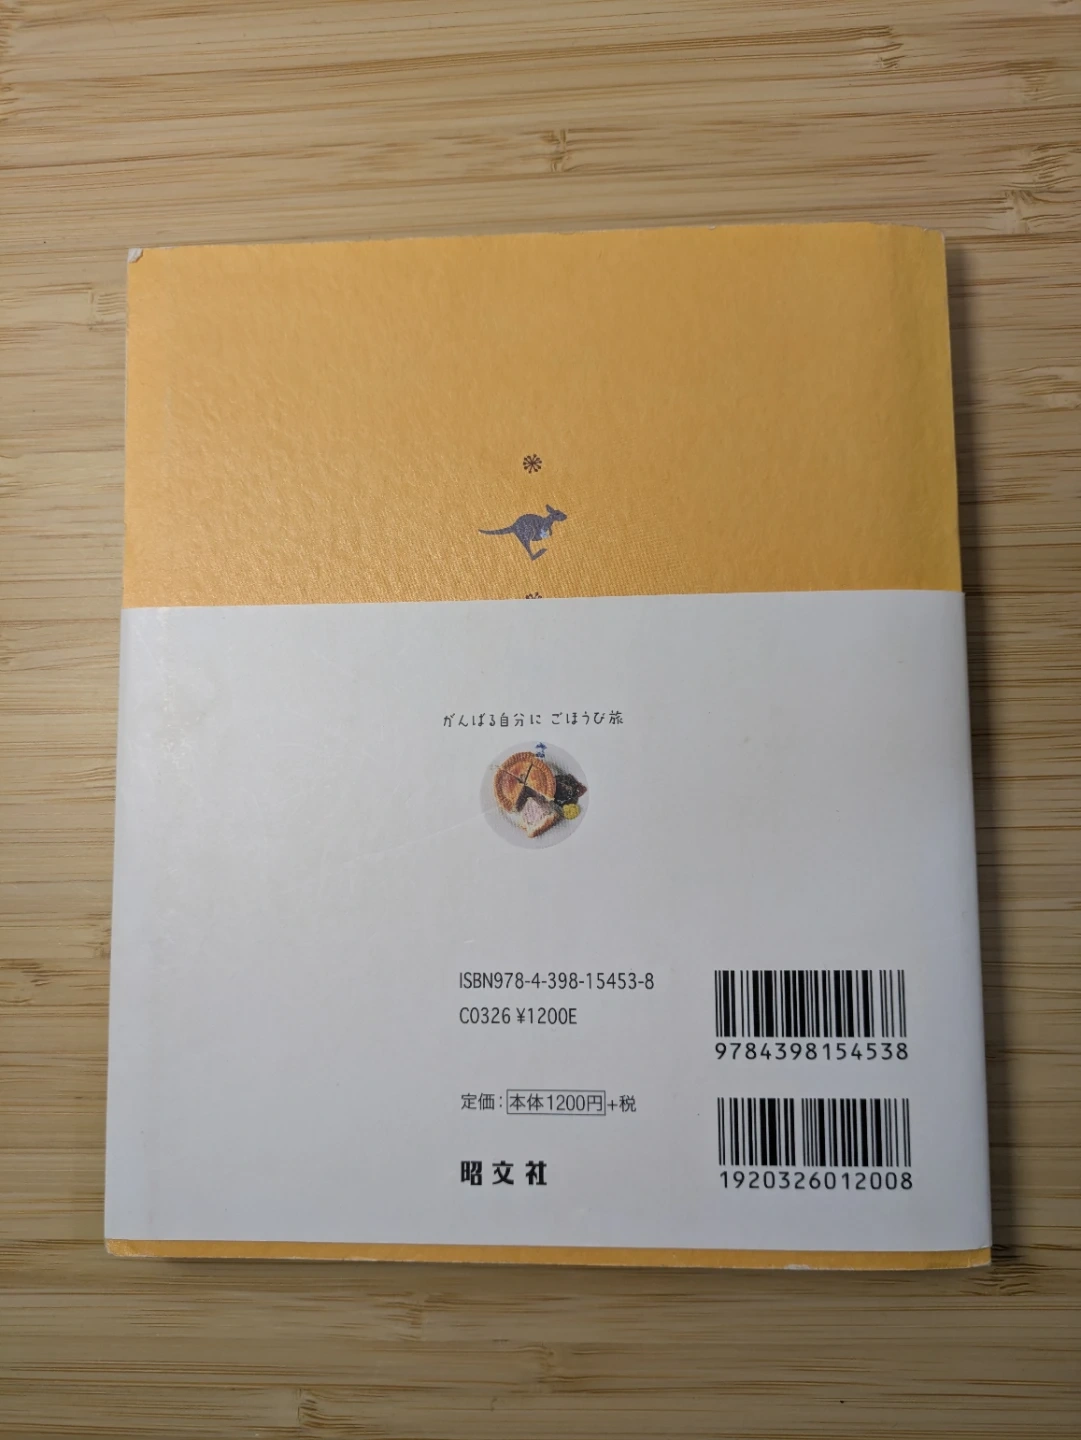 がんばる自分に ごほうび旅
ISBN978-4-398-15453-8
C0326 ¥1200E
9784398154538
定価：本体1200円+税
昭文社
1920326012008